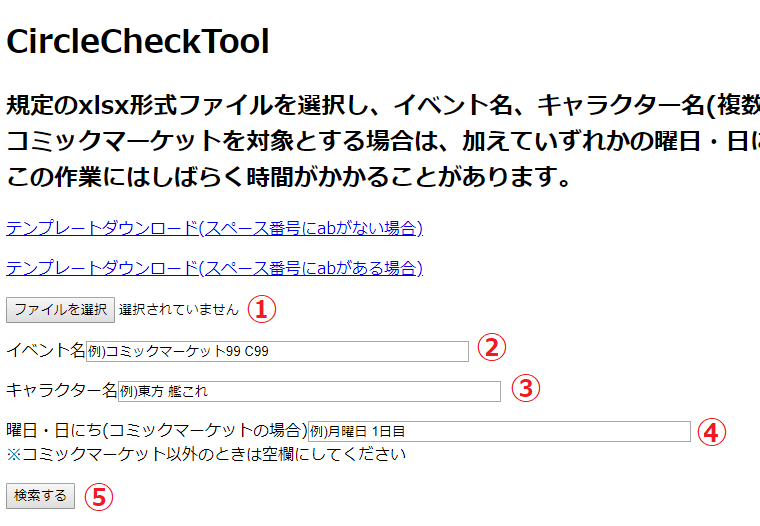 CircleCheckTool
規定のxlsx形式ファイルを選択し、イベント名、キャラクター名(複数
コミックマーケットを対象とする場合は、加えていずれかの曜日・日に
この作業にはしばらく時間がかかることがあります。
テンプレートダウンロード(スペース番号にabがない場合)
テンプレートダウンロード(スペース番号にabがある場合)
ファイルを選択 選択されていません ①
イベント名 例)コミックマーケット99 C99 ②
キャラクター名 例)東方 艦これ ③
曜日・日にち(コミックマーケットの場合) 例)月曜日 1日目 ④
※コミックマーケット以外のときは空欄にしてください
検索する ⑤